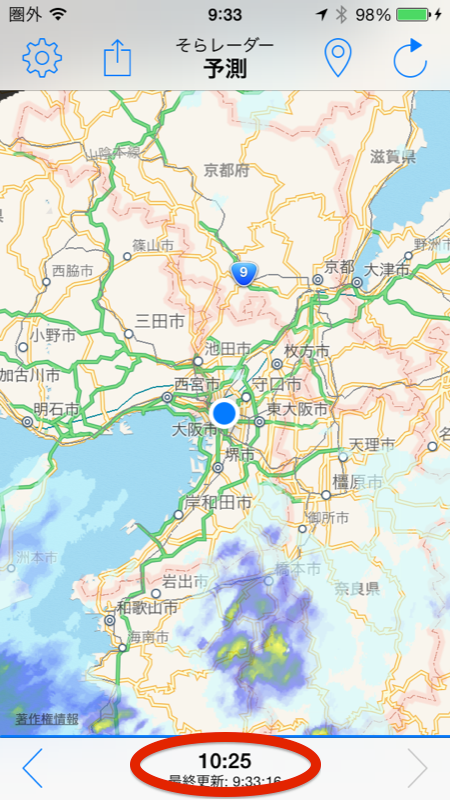 圏外 9:33 98%
そらレーダー
予測
山陰本線
京都府
滋賀県
篠山市
9
京都
大津市
野洲市
西脇市
三田市
小野市
池田市
枚方市
加古川市
西宮市
守口市
明石市
大阪市
東大阪市
堺市
天理市
橿原市
岸和田市
御所市
洲本市
橋本市
岩出市
奈良県
和歌山市
海南市
著作権情報
10:25
最終更新: 9:33:16